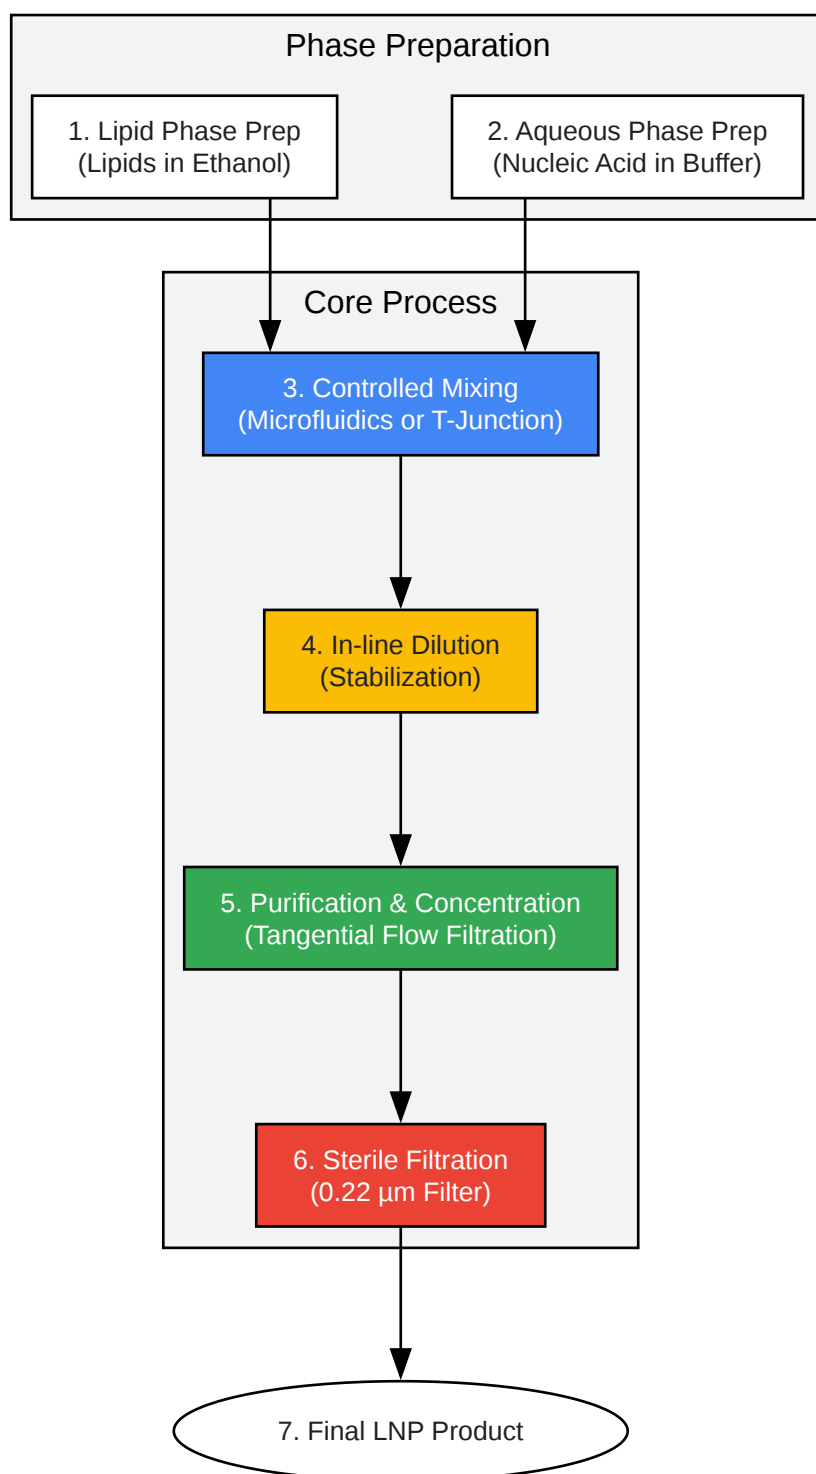 Phase Preparation
1. Lipid Phase Prep
(Lipids in Ethanol)
2. Aqueous Phase Prep
(Nucleic Acid in Buffer)
Core Process
3. Controlled Mixing
(Microfluidics or T-Junction)
4. In-line Dilution
(Stabilization)
5. Purification & Concentration
(Tangential Flow Filtration)
6. Sterile Filtration
(0.22 µm Filter)
7. Final LNP Product